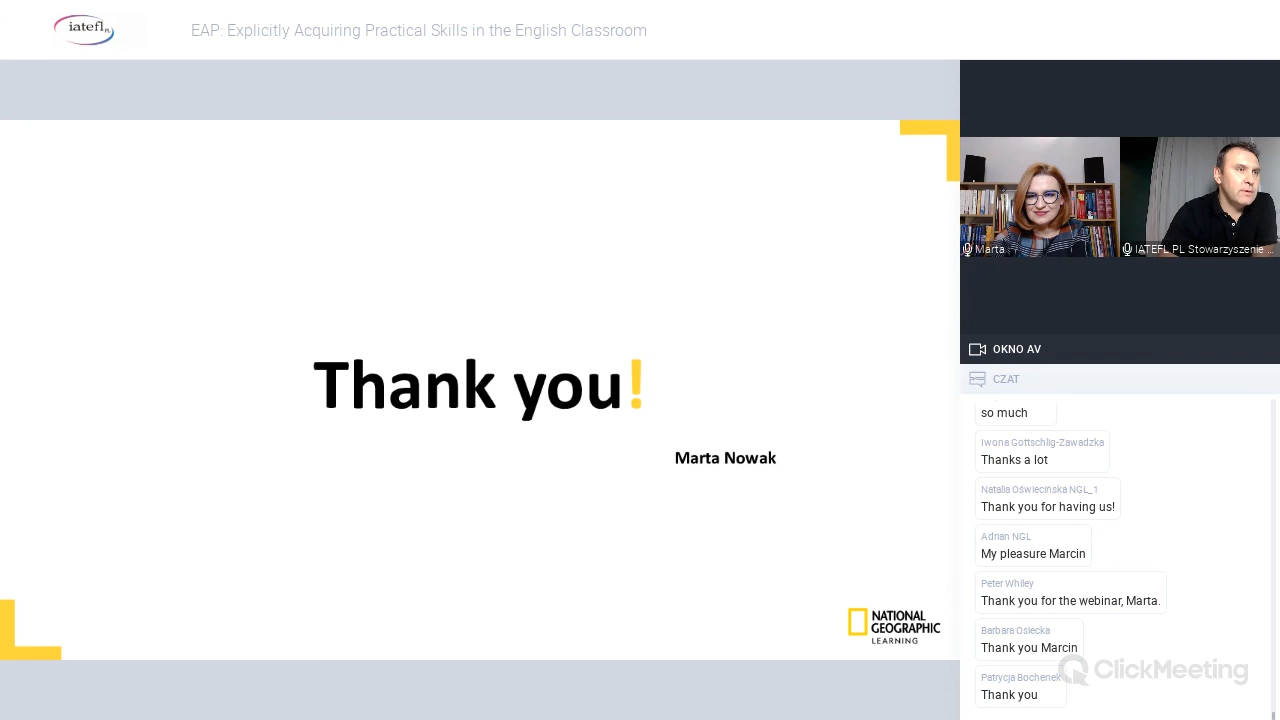 iatefl PL
EAP: Explicitly Acquiring Practical Skills in the English Classroom
Thank you!
Marta Nowak
NATIONAL
GEOGRAPHIC
LEARNING
Marta
IATEFL PL Stowarzyszenie ...
OKNO AV
CZAT
so much
Iwona Gottschlig-Zawadzka
Thanks a lot
Natalia Oświecińska NGL_1
Thank you for having us!
Adrian NGL
My pleasure Marcin
Peter Whiley
Thank you for the webinar, Marta.
Barbara Osiecka
Thank you Marcin
Patrycja Bochenek
Thank you
ClickMeeting